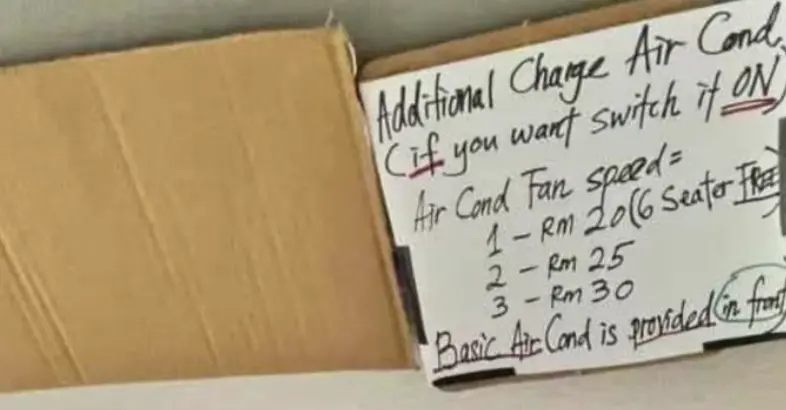 Additional Charge Air Cond
(if you want switch it ON)
Air Cond Fan speed =
1 - RM 20 (6 Seater FREE)
2 - Rm 25
3 - Rm 30
Basic Air Cond is provided in front